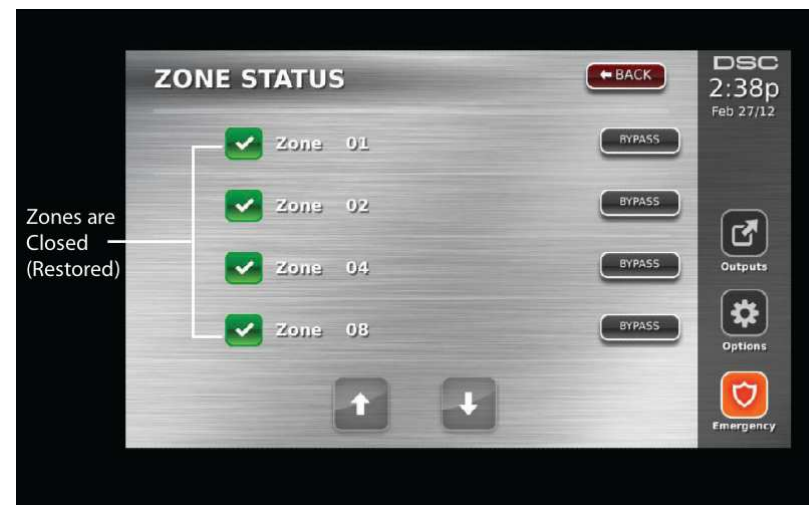 ZONE STATUS
BACK
DSC
2:38p
Feb 27/12
Zone 01
BYPASS
Zone 02
BYPASS
Zones are
Closed
(Restored)
Zone 04
BYPASS
Zone 08
BYPASS
Outputs
Options
Emergency